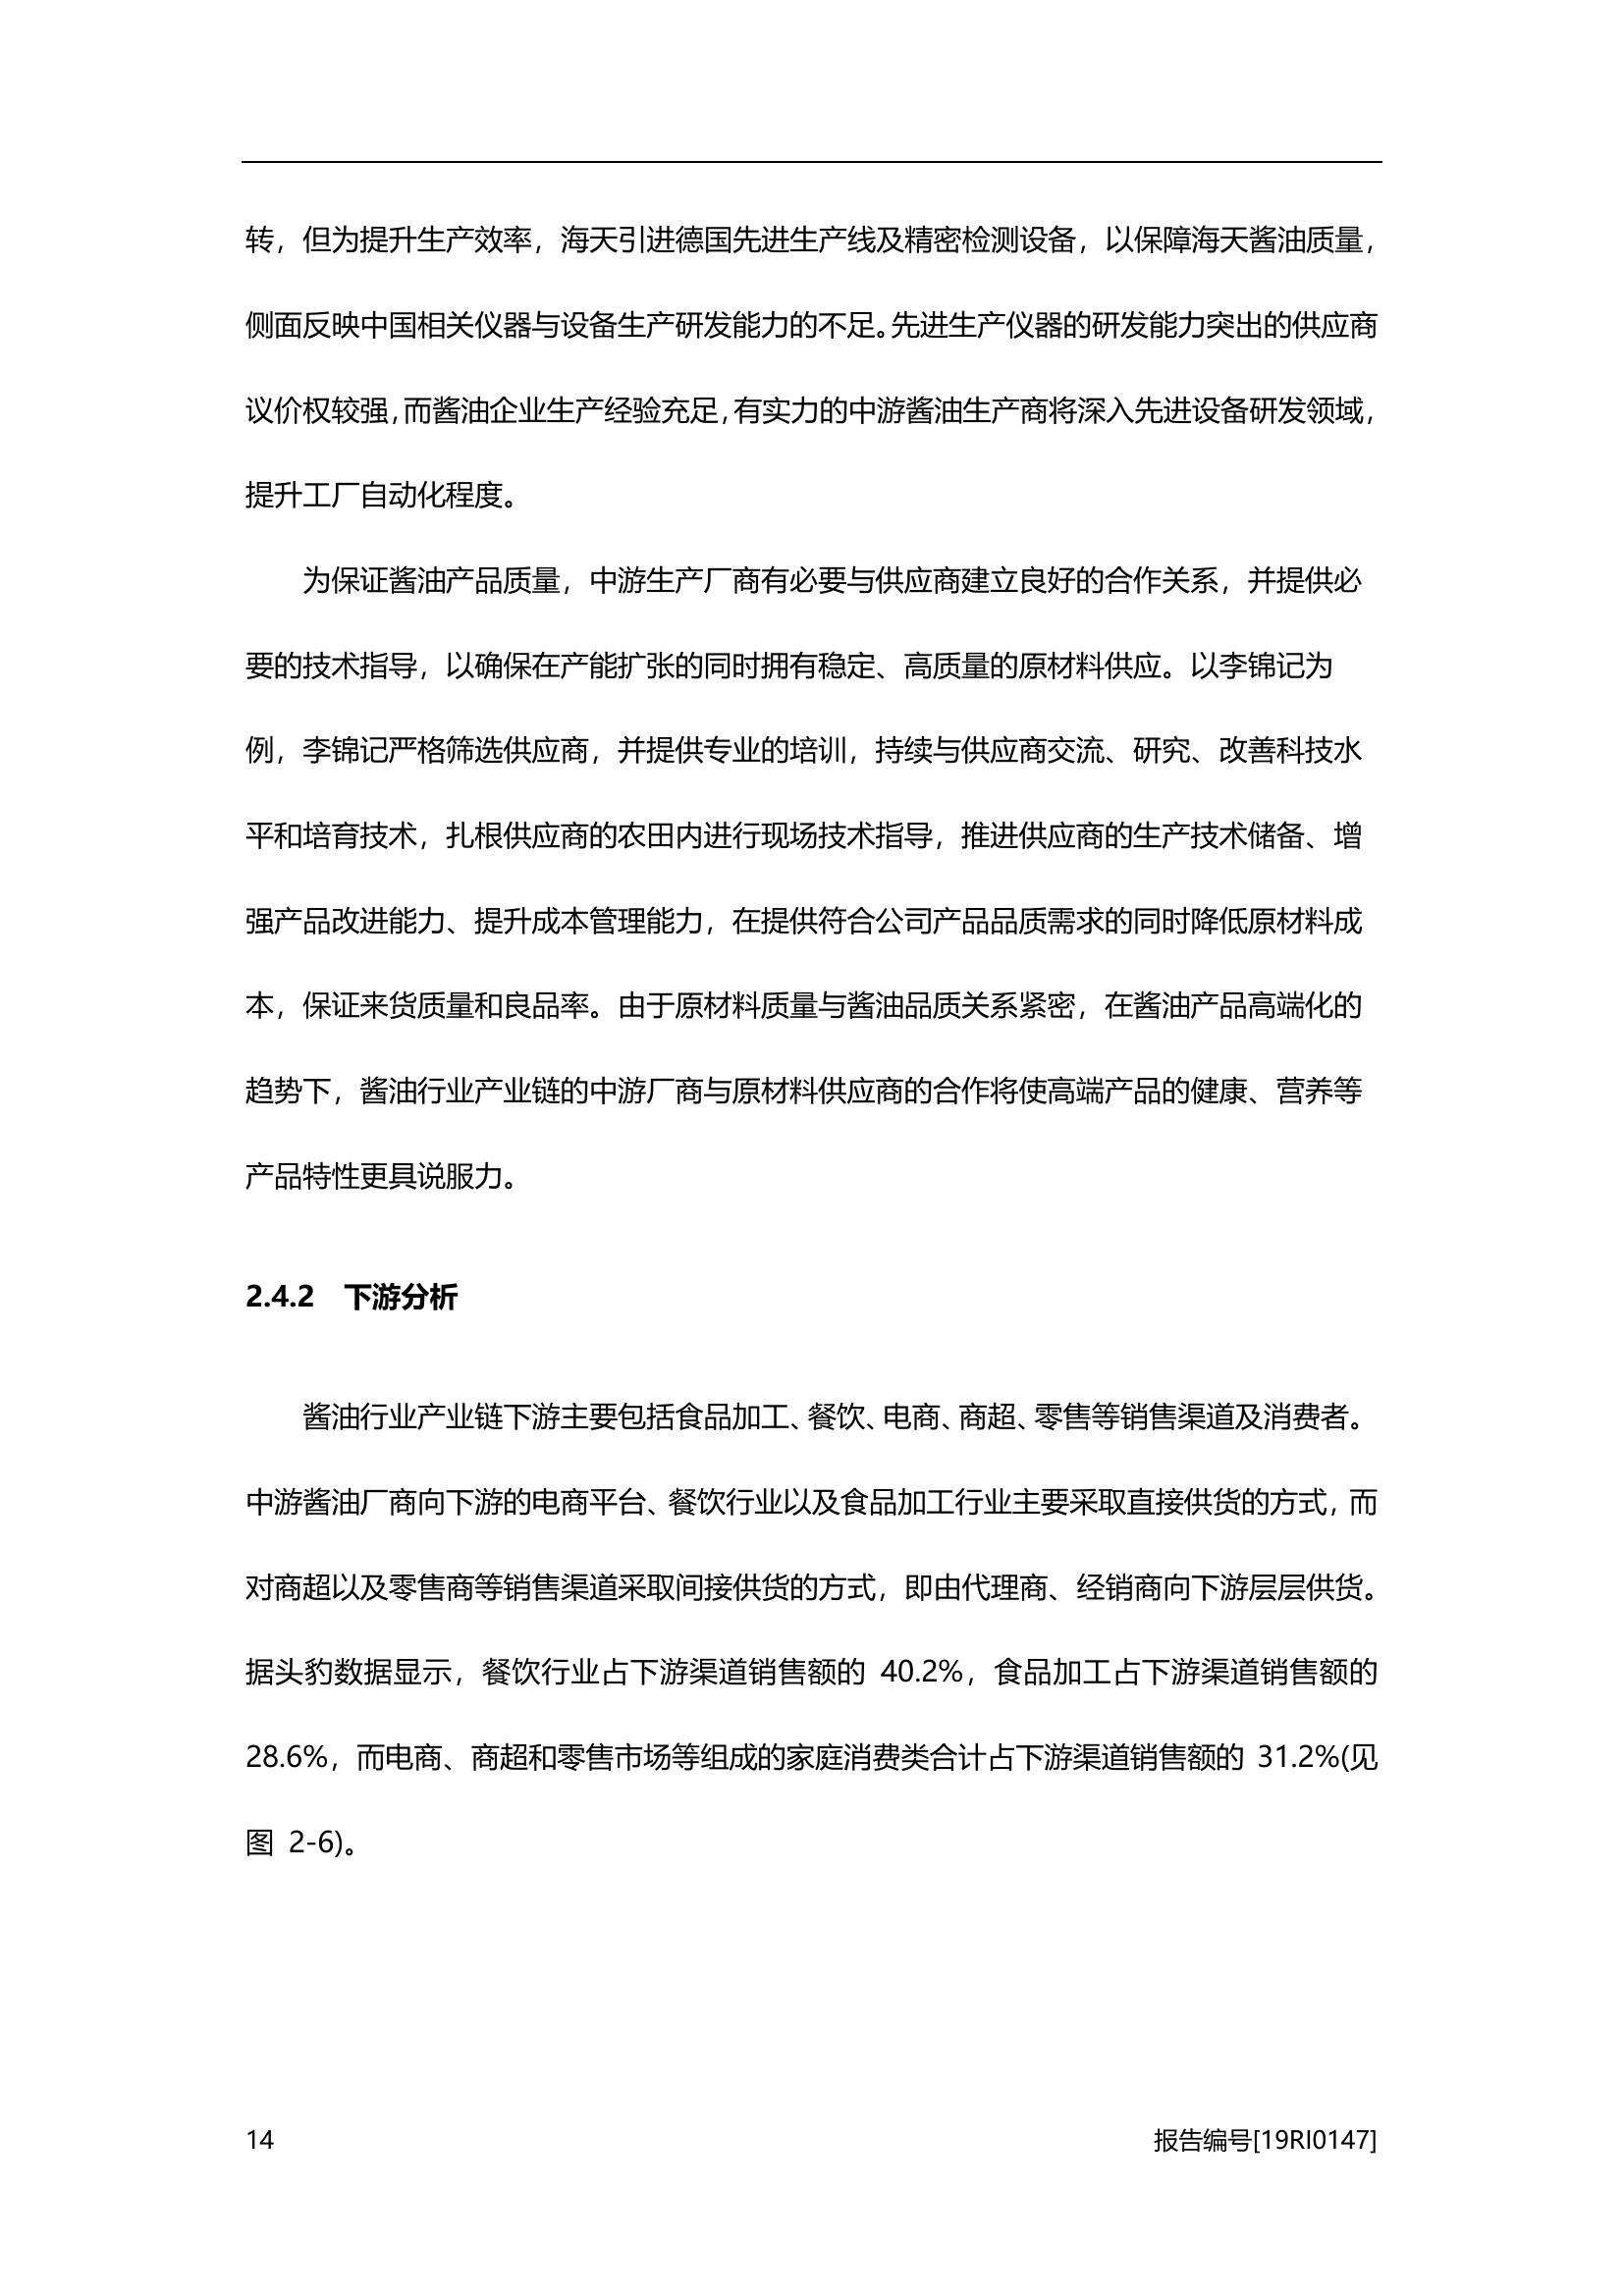 转，但为提升生产效率，海天引进德国先进生产线及精密检测设备，以保障海天酱油质量，
侧面反映中国相关仪器与设备生产研发能力的不足。先进生产仪器的研发能力突出的供应商
议价权较强，而酱油企业生产经验充足，有实力的中游酱油生产商将深入先进设备研发领域，
提升工厂自动化程度。
为保证酱油产品质量，中游生产厂商有必要与供应商建立良好的合作关系，并提供必
要的技术指导，以确保在产能扩张的同时拥有稳定、高质量的原材料供应。以李锦记为
例，李锦记严格筛选供应商，并提供专业的培训，持续与供应商交流、研究、改善科技水
平和培育技术，扎根供应商的农田内进行现场技术指导，推进供应商的生产技术储备、增
强产品改进能力、提升成本管理能力，在提供符合公司产品品质需求的同时降低原材料成
本，保证来货质量和良品率。由于原材料质量与酱油品质关系紧密，在酱油产品高端化的
趋势下，酱油行业产业链的中游厂商与原材料供应商的合作将使高端产品的健康、营养等
产品特性更具说服力。
2.4.2 下游分析
酱油行业产业链下游主要包括食品加工、餐饮、电商、商超、零售等销售渠道及消费者。
中游酱油厂商向下游的电商平台、餐饮行业以及食品加工行业主要采取直接供货的方式，而
对商超以及零售商等销售渠道采取间接供货的方式，即由代理商、经销商向下游层层供货。
据头豹数据显示，餐饮行业占下游渠道销售额的 40.2%，食品加工占下游渠道销售额的
28.6%，而电商、商超和零售市场等组成的家庭消费类合计占下游渠道销售额的 31.2%(见
图 2-6)。
14 报告编号[19RI0147]